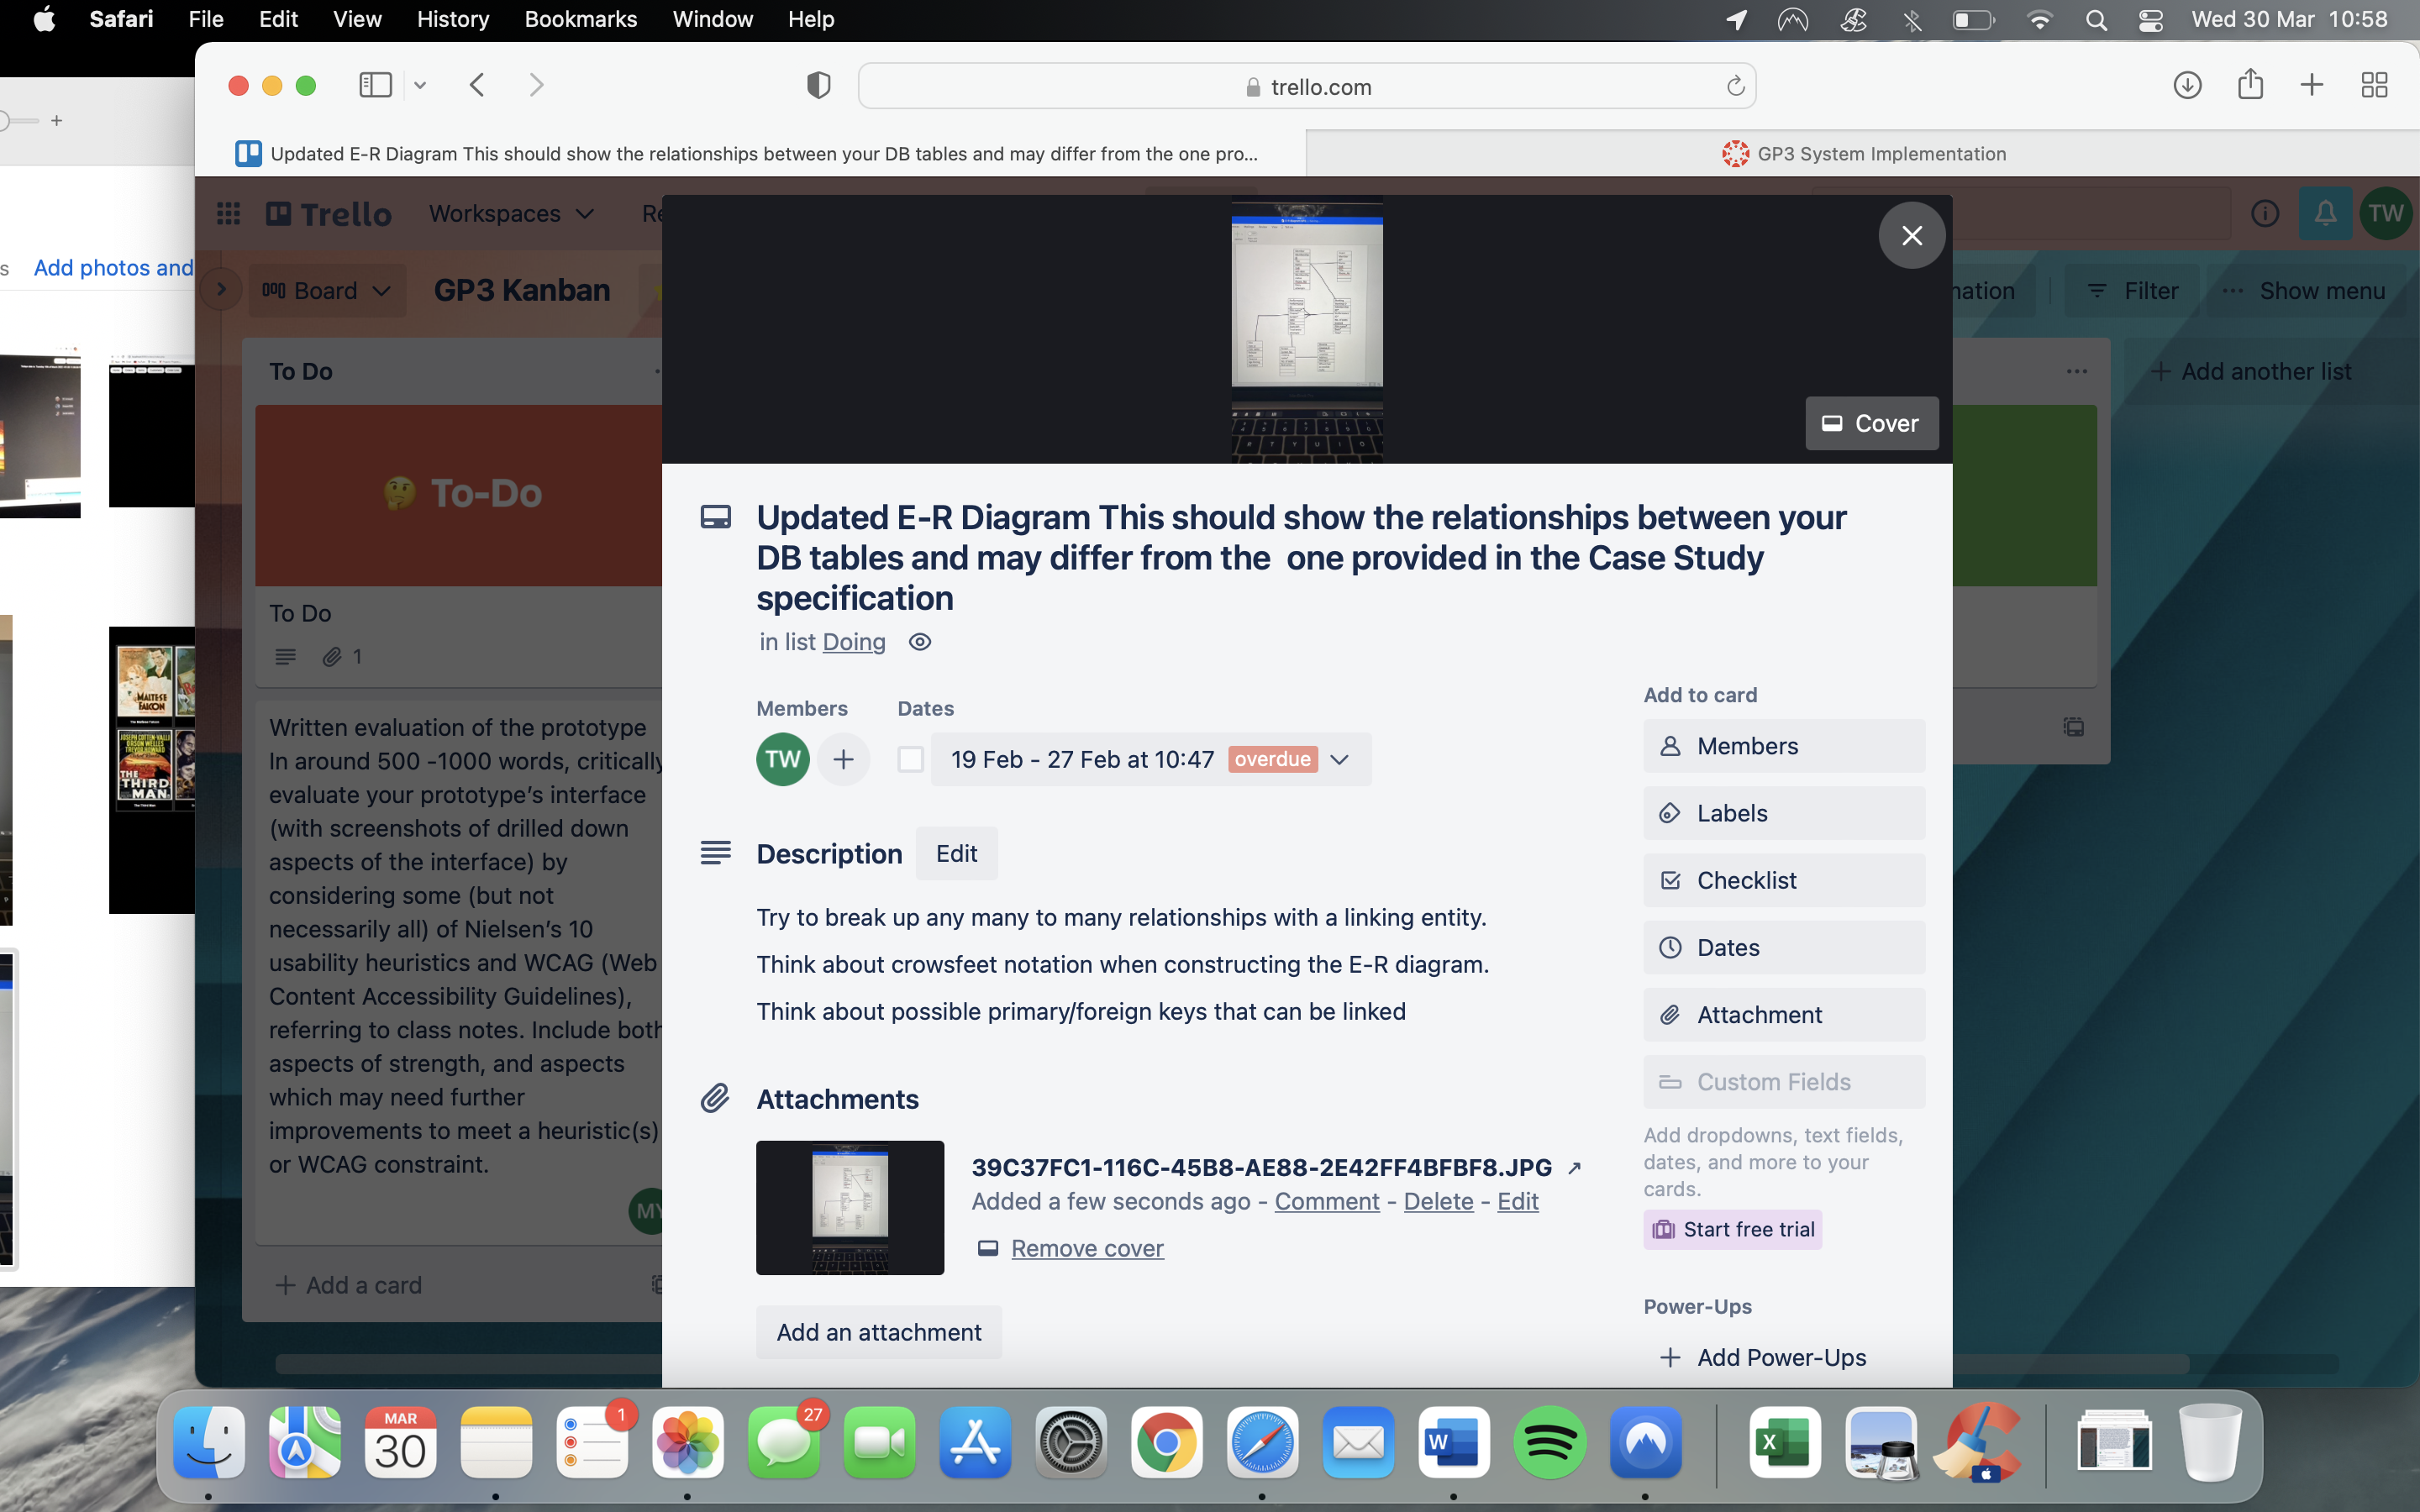 Safari File Edit View History Bookmarks Window Help
Wed 30 Mar 10:58
trello.com
Updated E-R Diagram This should show the relationships between your DB tables and may differ from the one pro...
GP3 System Implementation
Trello
Workspaces
TW
s Add photos and
Board
GP3 Kanban
Filter
Show menu
To Do
Add another list
To-Do
Cover
To Do
1
Written evaluation of the prototype
In around 500 -1000 words, critically
evaluate your prototype's interface
(with screenshots of drilled down
aspects of the interface) by
considering some (but not
necessarily all) of Nielsen's 10
usability heuristics and WCAG (Web
Content Accessibility Guidelines),
referring to class notes. Include both
aspects of strength, and aspects
which may need further
improvements to meet a heuristic(s)
or WCAG constraint.
MY
+ Add a card
Updated E-R Diagram This should show the relationships between your
DB tables and may differ from the one provided in the Case Study
specification
in list Doing
Members
Dates
TW
19 Feb - 27 Feb at 10:47 overdue
Description
Edit
Try to break up any many to many relationships with a linking entity.
Think about crowsfeet notation when constructing the E-R diagram.
Think about possible primary/foreign keys that can be linked
Attachments
39C37FC1-116C-45B8-AE88-2E42FF4BFBF8.JPG
Added a few seconds ago - Comment - Delete - Edit
Remove cover
Add an attachment
Add to card
Members
Labels
Checklist
Dates
Attachment
Custom Fields
Add dropdowns, text fields,
dates, and more to your
cards.
Start free trial
Power-Ups
+ Add Power-Ups
MALTESE
FALCON
THE
THIRD
MAN
MAR
30
1
27
W
X